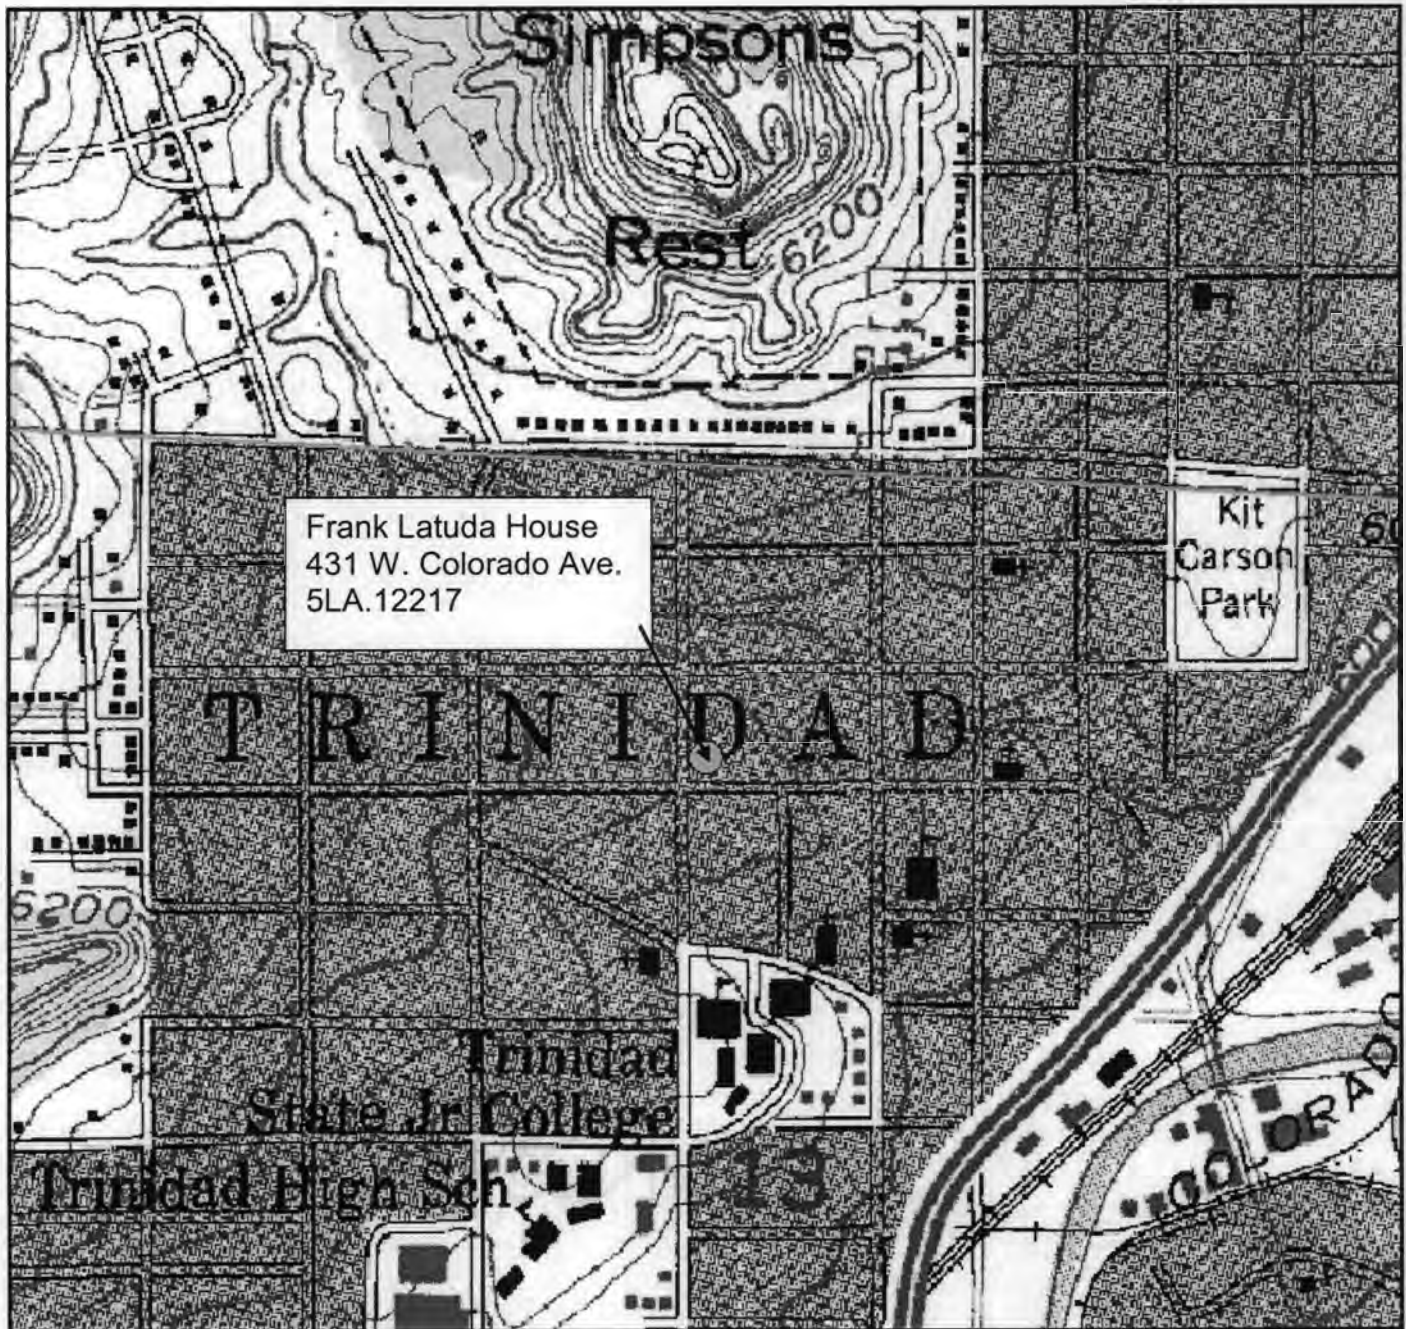 Simpsons
Rest
6200
Kit
Carson
Park
Frank Latuda House
431 W. Colorado Ave.
5LA.12217
TRINIDAD
6200
Trinidad
State Jr College
Trinidad High Sch
13